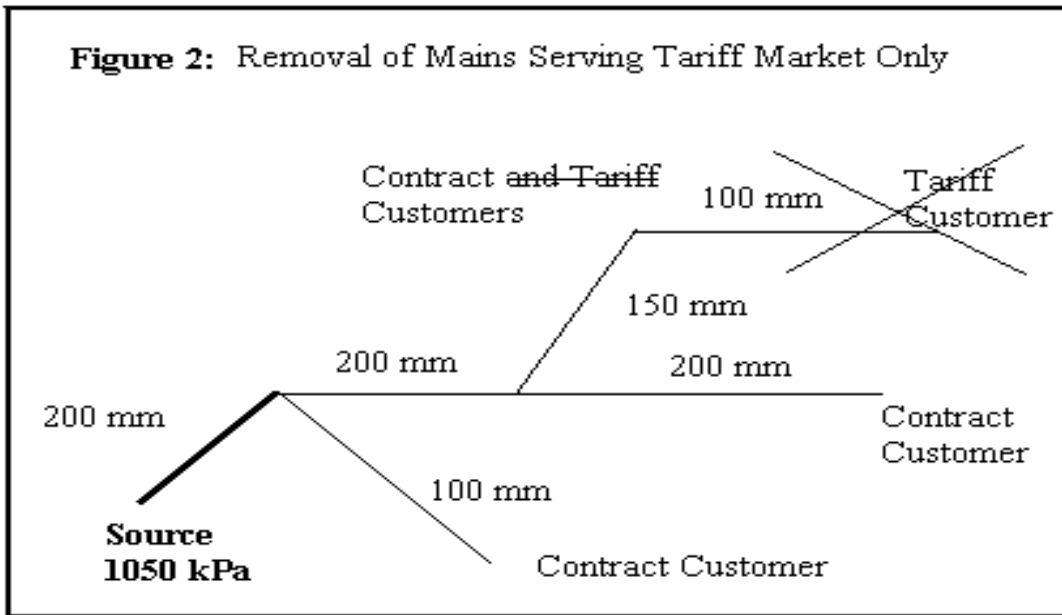 Figure 2: Removal of Mains Serving Tariff Market Only
Contract and Tariff
Customers
100 mm
Tariff
Customer
150 mm
200 mm
200 mm
200 mm
Contract
Customer
100 mm
Source
1050 kPa
Contract Customer